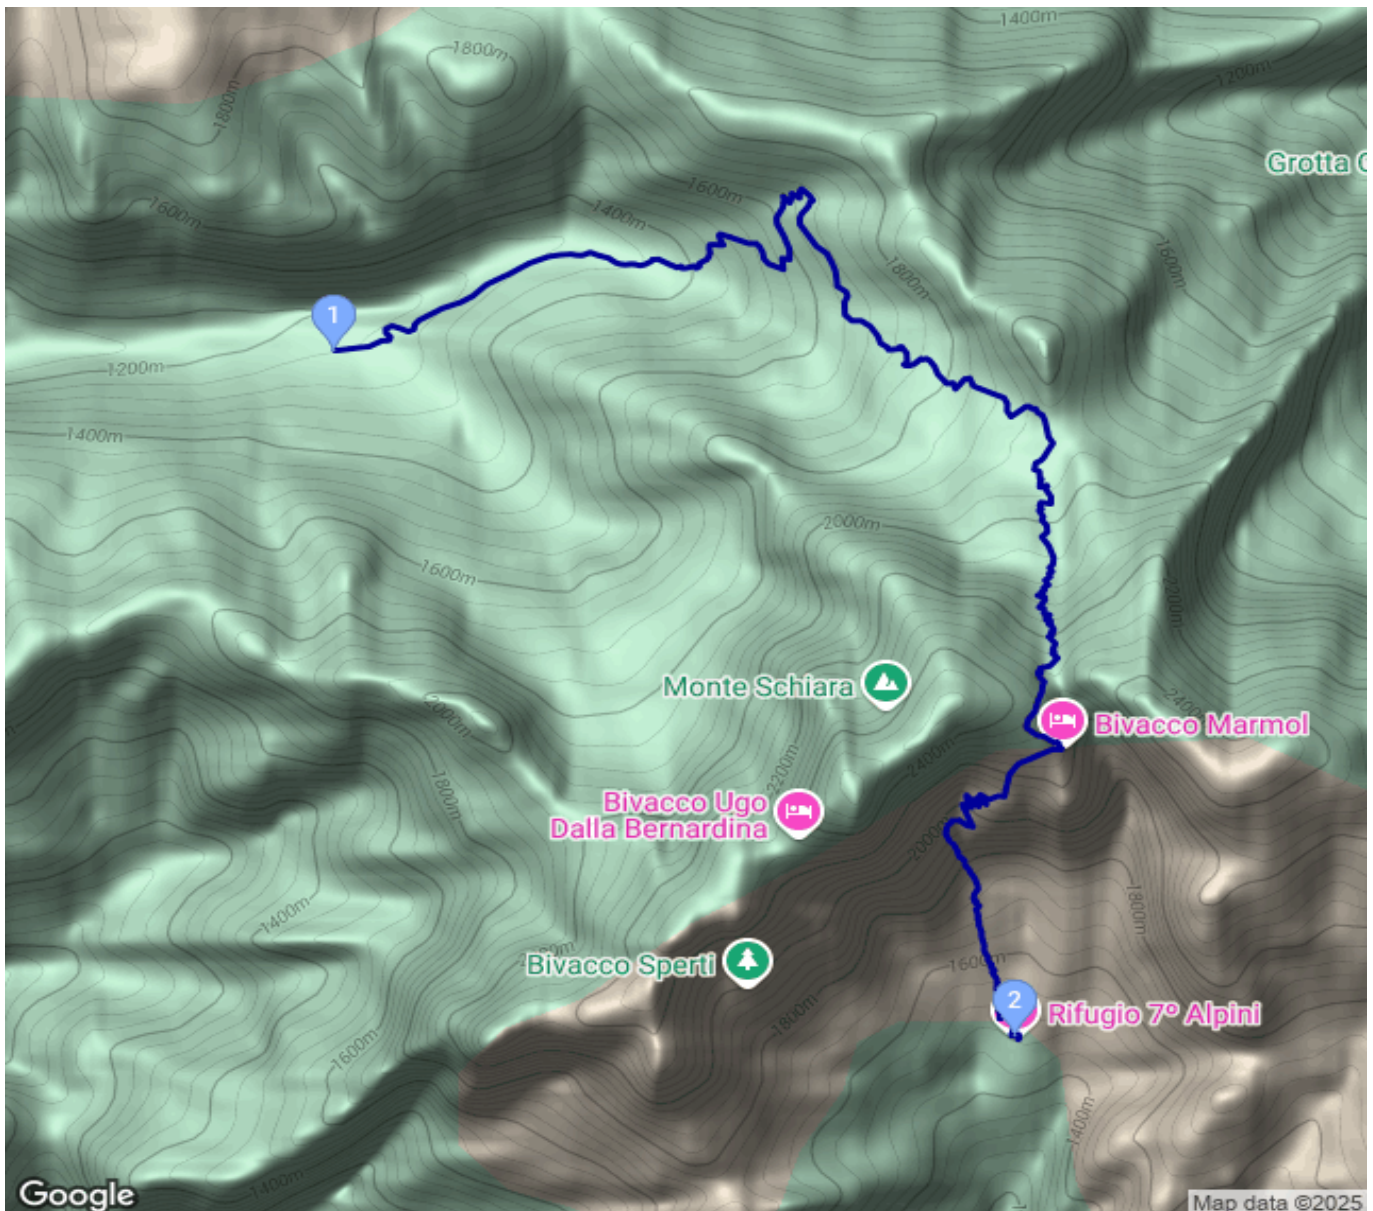 1400m
1800m
1200m
1800m
Grotta C
1600m
1600m
1400m
1600m
1800m
1
1200m
1400m
2000m
1600m
2200m
Monte Schiara
2400m
2000m
Bivacco Marmol
2200m
2400m
1800m
Bivacco Ugo
Dalla Bernardina
2000m
1800m
1400m
Bivacco Sperti
1600m
1800m
2
Rifugio 7º Alpini
1600m
1400m
1400m
Google
Map data ©2025